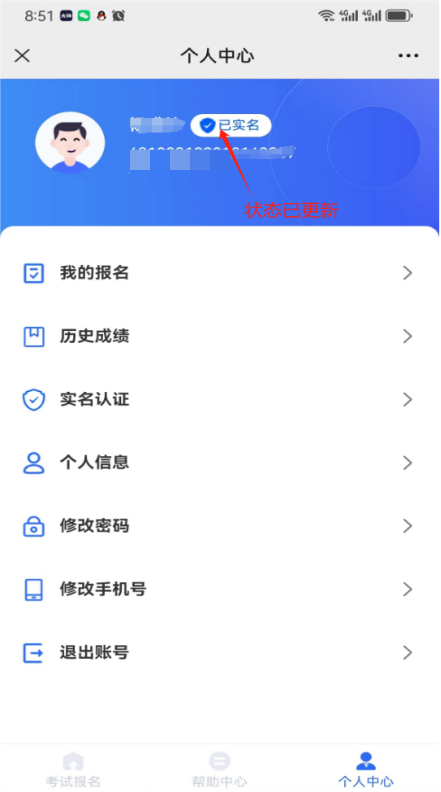 8:51
个人中心
已实名
状态已更新
我的报名
历史成绩
实名认证
个人信息
修改密码
修改手机号
退出账号
考试报名
帮助中心
个人中心